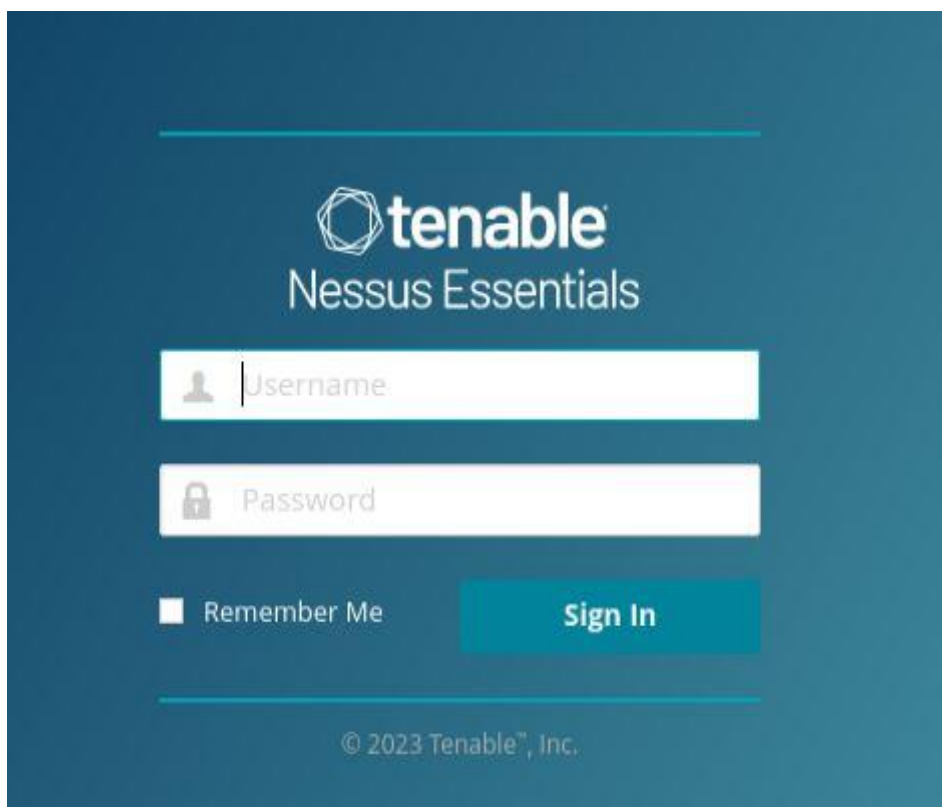 tenable
Nessus Essentials
Username
Password
Remember Me
Sign In
© 2023 Tenable™, Inc.